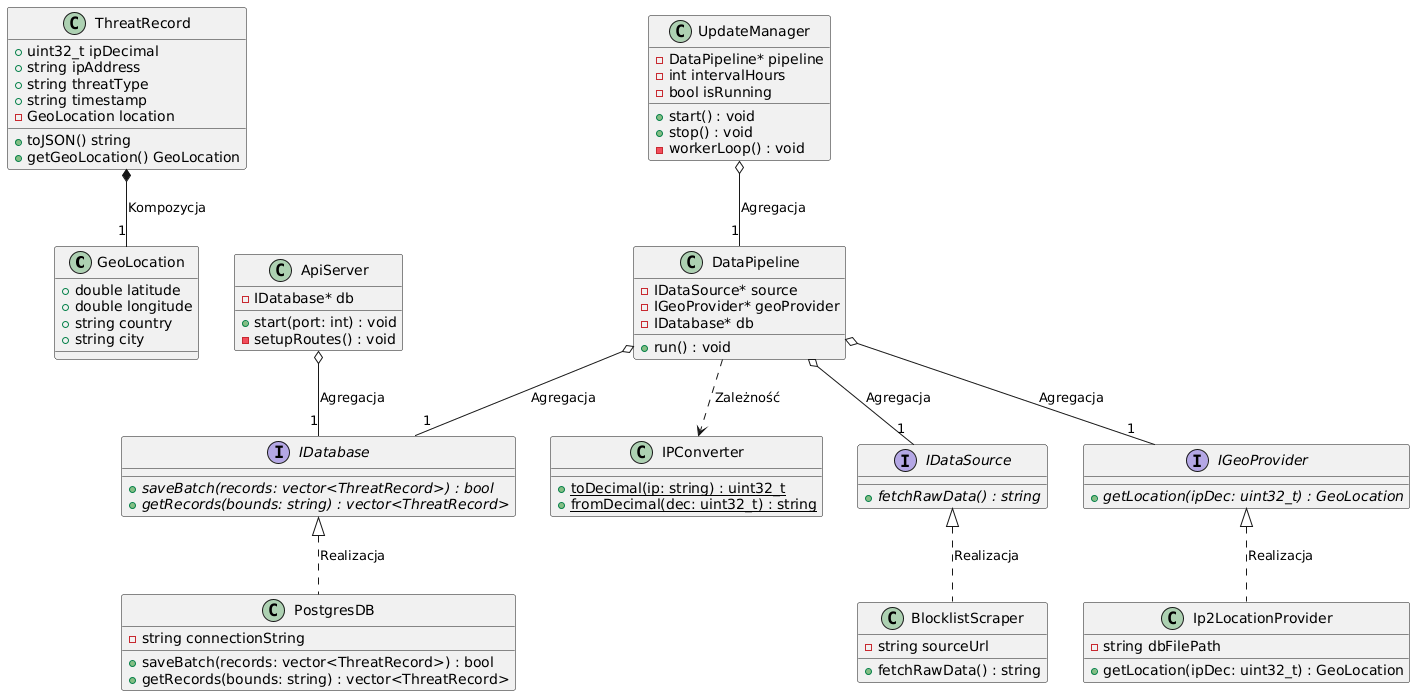 C ThreatRecord
uint32_t ipDecimal
string ipAddress
string threatType
string timestamp
GeoLocation location
toJSON() string
getGeoLocation() GeoLocation
C UpdateManager
DataPipeline* pipeline
int intervalHours
bool isRunning
start() : void
stop() : void
workerLoop() : void
Kompozycja
1
Agregacja
1
C GeoLocation
double latitude
double longitude
string country
string city
C ApiServer
IDatabase* db
start(port: int) : void
setupRoutes() : void
C DataPipeline
IDataSource* source
IGeoProvider* geoProvider
IDatabase* db
run() : void
Agregacja
1
Agregacja
1
Zależność
Agregacja
1
Agregacja
1
I IDatabase
saveBatch(records: vector<ThreatRecord>) : bool
getRecords(bounds: string) : vector<ThreatRecord>
C IPConverter
toDecimal(ip: string) : uint32_t
fromDecimal(dec: uint32_t) : string
I IDataSource
fetchRawData() : string
I IGeoProvider
getLocation(ipDec: uint32_t) : GeoLocation
Realizacja
Realizacja
Realizacja
C PostgresDB
string connectionString
saveBatch(records: vector<ThreatRecord>) : bool
getRecords(bounds: string) : vector<ThreatRecord>
C BlocklistScraper
string sourceUrl
fetchRawData() : string
C Ip2LocationProvider
string dbFilePath
getLocation(ipDec: uint32_t) : GeoLocation